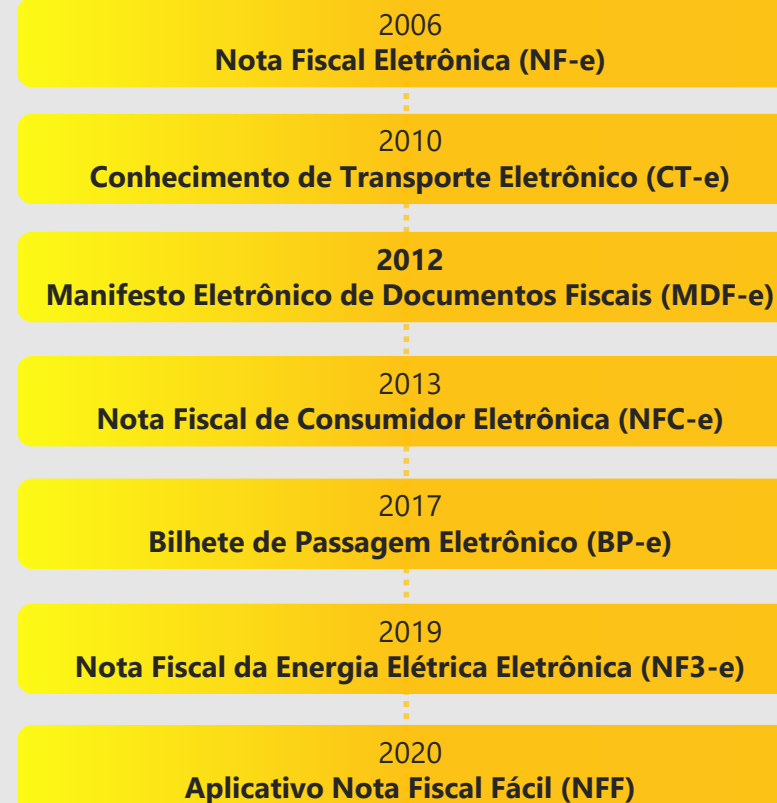 2006
Nota Fiscal Eletrônica (NF-e)
2010
Conhecimento de Transporte Eletrônico (CT-e)
2012
Manifesto Eletrônico de Documentos Fiscais (MDF-e)
2013
Nota Fiscal de Consumidor Eletrônica (NFC-e)
2017
Bilhete de Passagem Eletrônico (BP-e)
2019
Nota Fiscal da Energia Elétrica Eletrônica (NF3-e)
2020
Aplicativo Nota Fiscal Fácil (NFF)